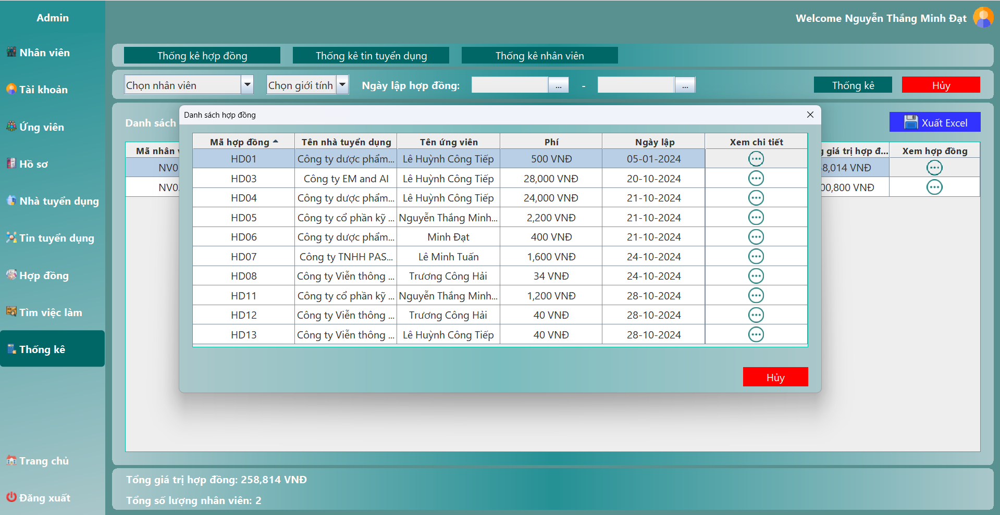 Admin
Welcome Nguyễn Thắng Minh Đạt
Nhân viên
Tài khoản
Ứng viên
Hồ sơ
Nhà tuyển dụng
Tin tuyển dụng
Hợp đồng
Tìm việc làm
Thống kê
Trang chủ
Đăng xuất
Thống kê hợp đồng Thống kê tin tuyển dụng Thống kê nhân viên
Chọn nhân viên Chọn giới tính Ngày lập hợp đồng: ... - ... Thống kê Hủy
Danh sách
Xuất Excel
Mã nhân giá trị hợp đ... Xem hợp đồng
NV0 8,014 VNĐ
NV0 00,800 VNĐ
Danh sách hợp đồng
Mã hợp đồng Tên nhà tuyển dụng Tên ứng viên Phí Ngày lập Xem chi tiết
HD01 Công ty dược phẩm... Lê Huỳnh Công Tiếp 500 VNĐ 05-01-2024
HD03 Công ty EM and AI Lê Huỳnh Công Tiếp 28,000 VNĐ 20-10-2024
HD04 Công ty dược phẩm... Lê Huỳnh Công Tiếp 24,000 VNĐ 21-10-2024
HD05 Công ty cổ phần kỹ ... Nguyễn Thắng Minh... 2,200 VNĐ 21-10-2024
HD06 Công ty dược phẩm... Minh Đạt 400 VNĐ 21-10-2024
HD07 Công ty TNHH PAS... Lê Minh Tuấn 1,600 VNĐ 24-10-2024
HD08 Công ty Viễn thông ... Trương Công Hải 34 VNĐ 24-10-2024
HD11 Công ty cổ phần kỹ ... Nguyễn Thắng Minh... 1,200 VNĐ 28-10-2024
HD12 Công ty Viễn thông ... Trương Công Hải 40 VNĐ 28-10-2024
HD13 Công ty Viễn thông ... Lê Huỳnh Công Tiếp 40 VNĐ 28-10-2024
Hủy
Tổng giá trị hợp đồng: 258,814 VNĐ
Tổng số lượng nhân viên: 2